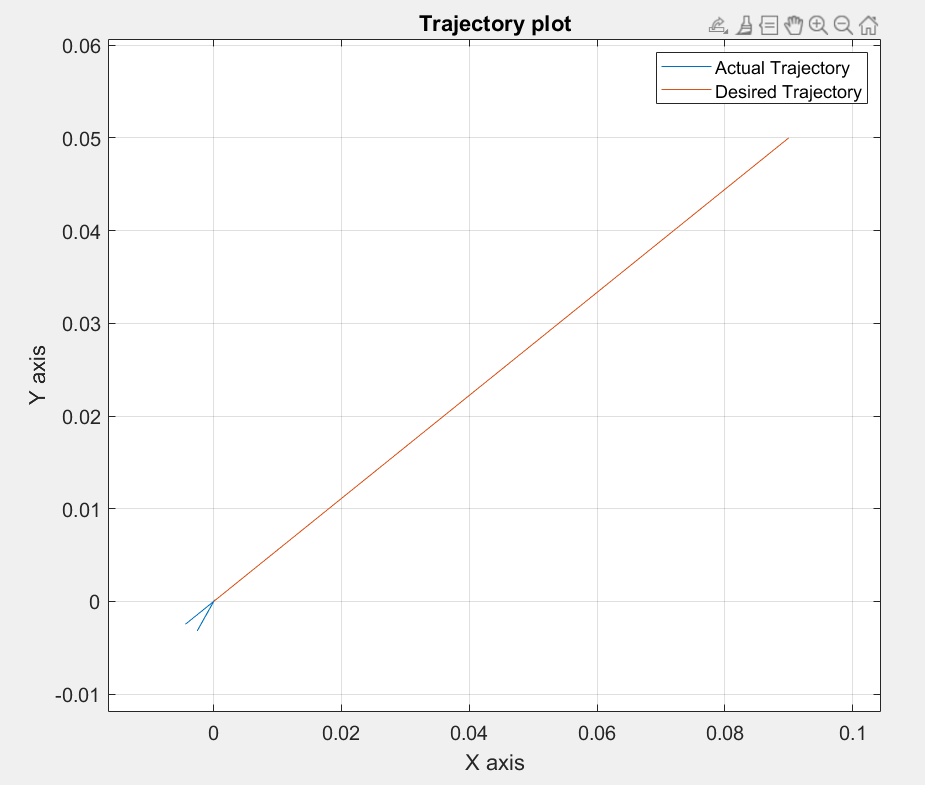 Trajectory plot
Actual Trajectory
Desired Trajectory
0.06
0.05
0.04
0.03
0.02
0.01
0
-0.01
Y axis
0
0.02
0.04
0.06
0.08
0.1
X axis